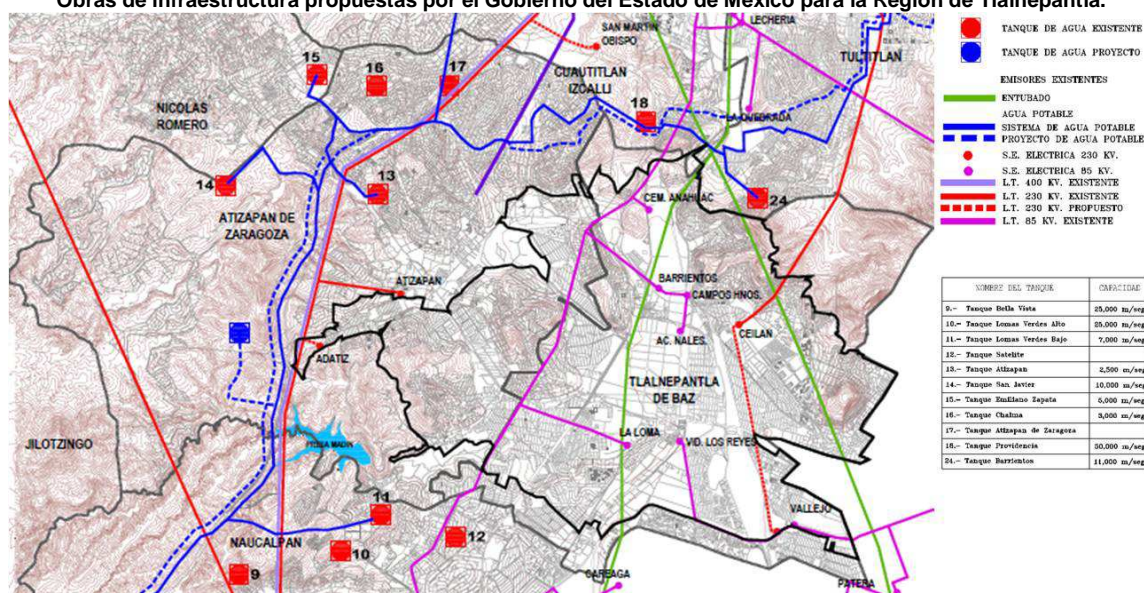 Obras de Infraestructura propuestas por el Gobierno del Estado de México para la Región de Tlalnepantla.
SAN MARTIN
OBISPO
LECHERIA
TULTITLAN
15
16
17
CUAUTITLAN
IZCALLI
NICOLAS
ROMERO
18
LA QUEBRADA
14
13
24
CEM. ANAHUAC
ATIZAPAN DE
ZARAGOZA
ATIZAPAN
BARRIENTOS
CAMPOS HNOS.
CEILAN
AC. NALES.
ADATIZ
TLALNEPANTLA
DE BAZ
JILOTZINGO
PRESA MADIN
LA LOMA
VID. LOS REYES
11
VALLEJO
12
NAUCALPAN
10
9
CAREAGA
PATERA
TANQUE DE AGUA EXISTENTE
TANQUE DE AGUA PROYECTO
EMISORES EXISTENTES
ENTUBADO
AGUA POTABLE
SISTEMA DE AGUA POTABLE
PROYECTO DE AGUA POTABLE
S.E. ELECTRICA 230 KV.
S.E. ELECTRICA 85 KV.
L.T. 400 KV. EXISTENTE
L.T. 230 KV. EXISTENTE
L.T. 230 KV. PROPUESTO
L.T. 85 KV. EXISTENTE
NOMBRE DEL TANQUE CAPACIDAD
9.- Tanque Bella Vista 25,000 m/seg
10.- Tanque Lomas Verdes Alto 25,000 m/seg
11.- Tanque Lomas Verdes Bajo 7,000 m/seg
12.- Tanque Satelite
13.- Tanque Atizapan 2,500 m/seg
14.- Tanque San Javier 10,000 m/seg
15.- Tanque Emiliano Zapata 5,000 m/seg
16.- Tanque Chalma 3,000 m/seg
17.- Tanque Atizapan de Zaragoza
18.- Tanque Providencia 50,000 m/seg
24.- Tanque Barrientos 11,000 m/seg